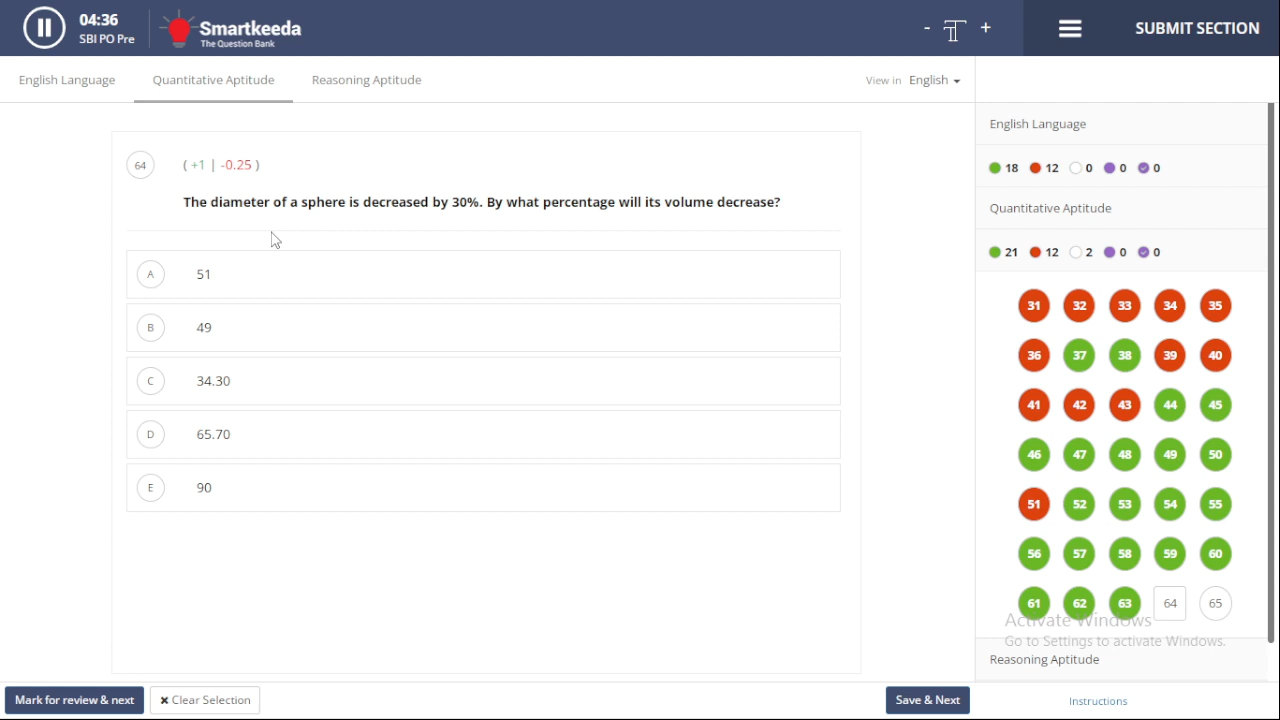 04:36
SBI PO Pre
Smartkeeda
The Question Bank
- T +
SUBMIT SECTION
English Language
Quantitative Aptitude
Reasoning Aptitude
View in English
64
( +1 | -0.25 )
The diameter of a sphere is decreased by 30%. By what percentage will its volume decrease?
A 51
B 49
C 34.30
D 65.70
E 90
English Language
18 12 0 0 0
Quantitative Aptitude
21 12 2 0 0
31 32 33 34 35
36 37 38 39 40
41 42 43 44 45
46 47 48 49 50
51 52 53 54 55
56 57 58 59 60
61 62 63 64 65
Activate Windows
Go to Settings to activate Windows.
Reasoning Aptitude
Mark for review & next
Clear Selection
Save & Next
Instructions